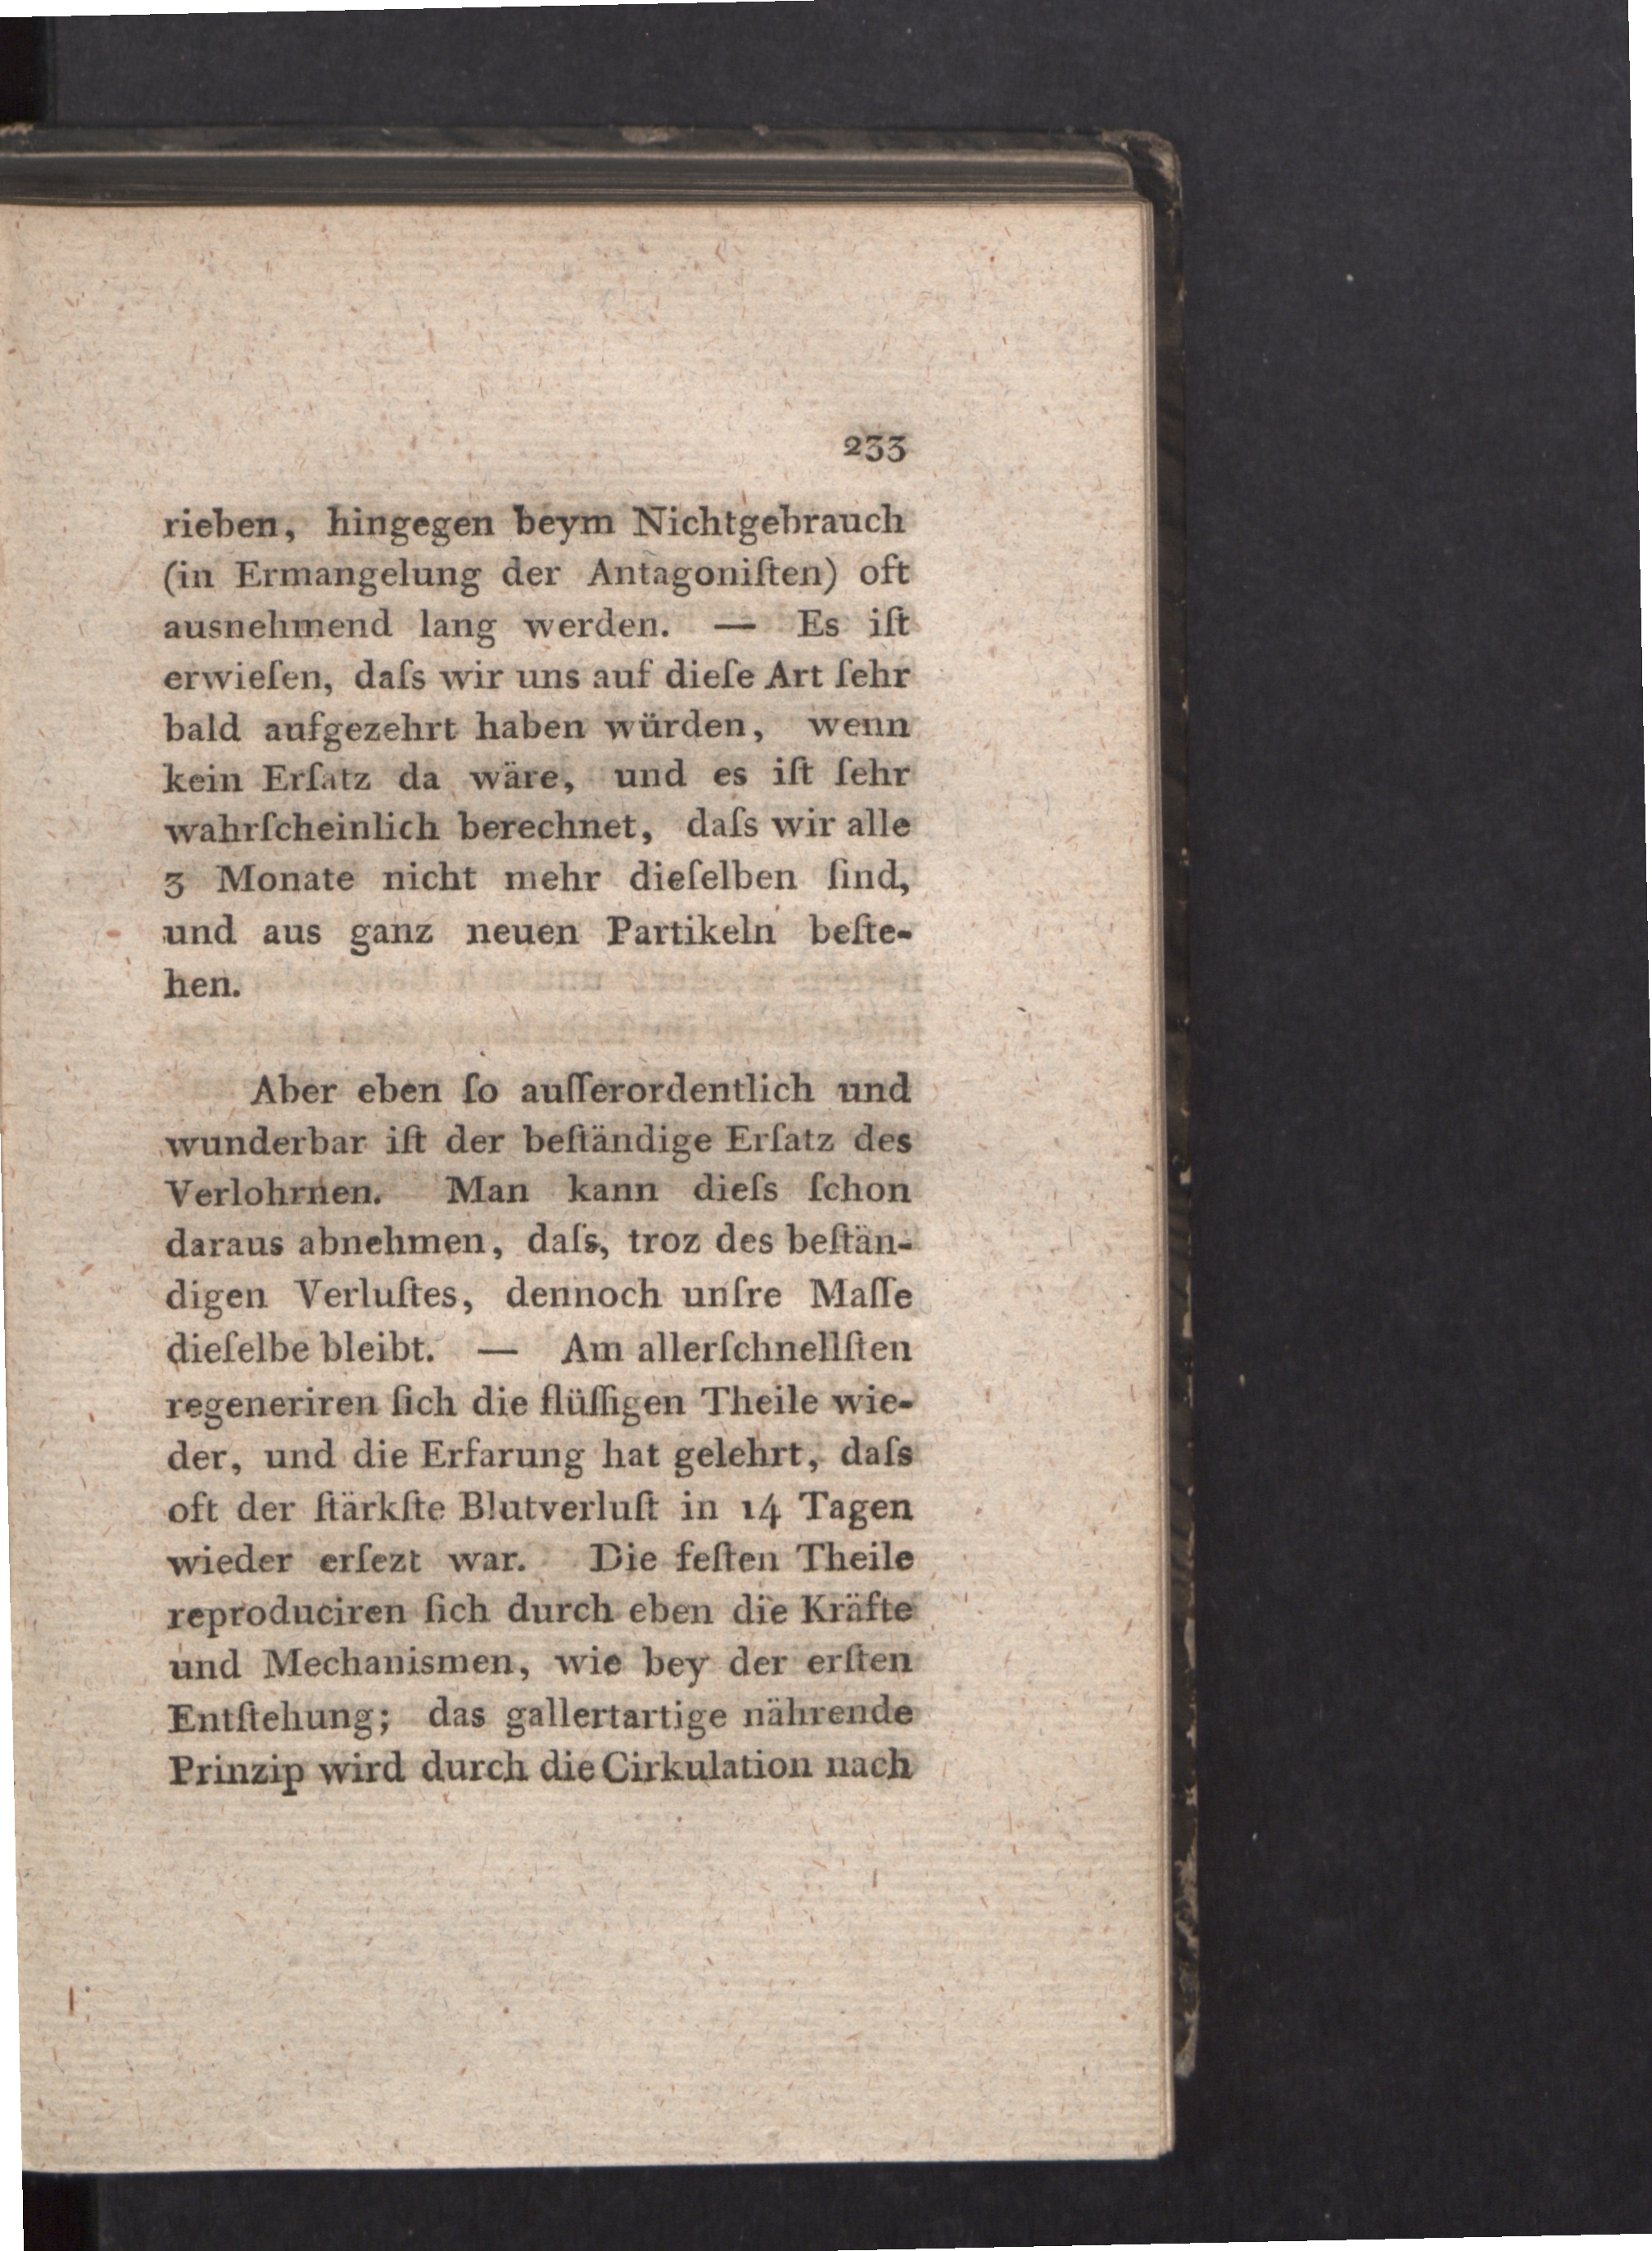 233
rieben, hingegen beym Nichtgebrauch
(in Ermangelung der Antagoniſten) oft
ausnehmend lang werden. — Es iſt
erwieſen, daſs wir uns auf dieſe Art ſehr
bald aufgezehrt haben würden, wenn
kein Erſatz da wäre, und es iſt ſehr
wahrſcheinlich berechnet, daſs wir alle
3 Monate nicht mehr dieſelben ſind,
und aus ganz neuen Partikeln beſte-
hen.
Aber eben ſo auſſerordentlich und
wunderbar iſt der beſtändige Erſatz des
Verlohrnen. Man kann dieſs ſchon
daraus abnehmen, daſs, troz des beſtän-
digen Verluſtes, dennoch unſre Maſſe
dieſelbe bleibt. — Am allerſchnellſten
regeneriren ſich die flüſſigen Theile wie-
der, und die Erfarung hat gelehrt, daſs
oft der ſtärkſte Blutverluſt in 14 Tagen
wieder erſezt war. Die feſten Theile
reproduciren ſich durch eben die Kräfte
und Mechanismen, wie bey der erſten
Entſtehung; das gallertartige nährende
Prinzip wird durch die Cirkulation nach